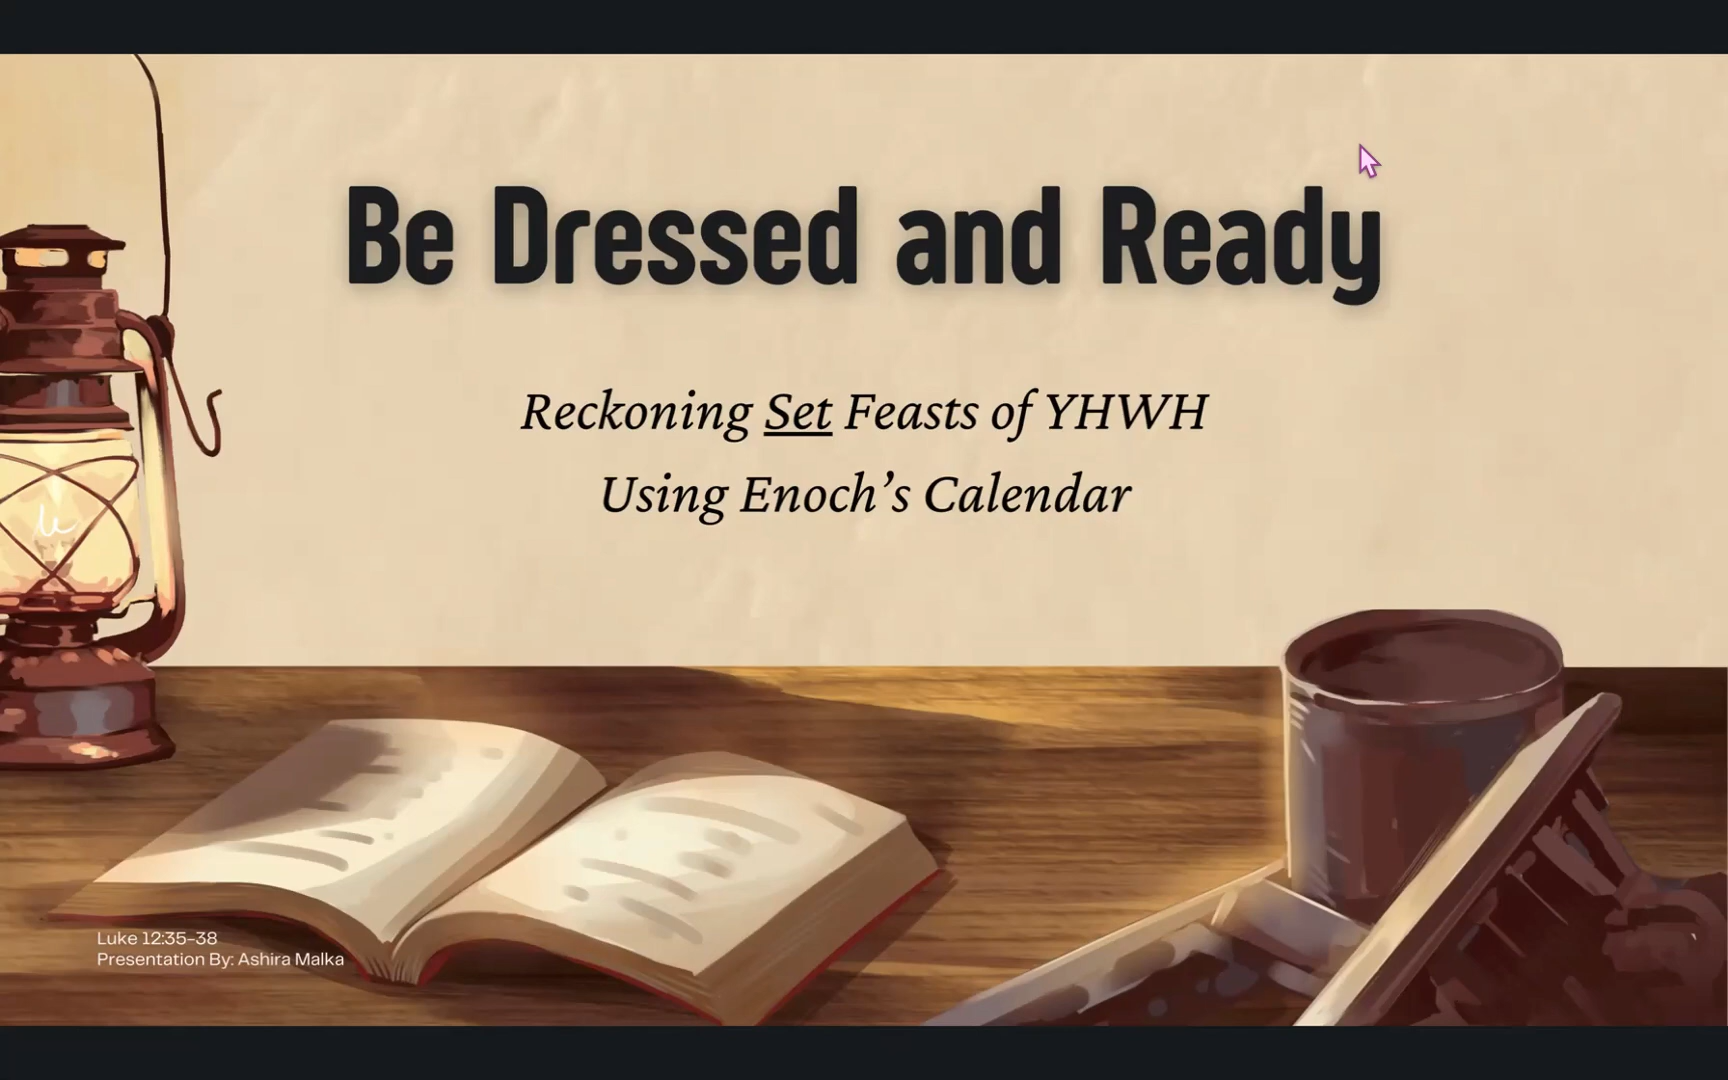 Be Dressed and Ready
Reckoning Set Feasts of YHWH
Using Enoch’s Calendar
Luke 12:35-38
Presentation By: Ashira Malka